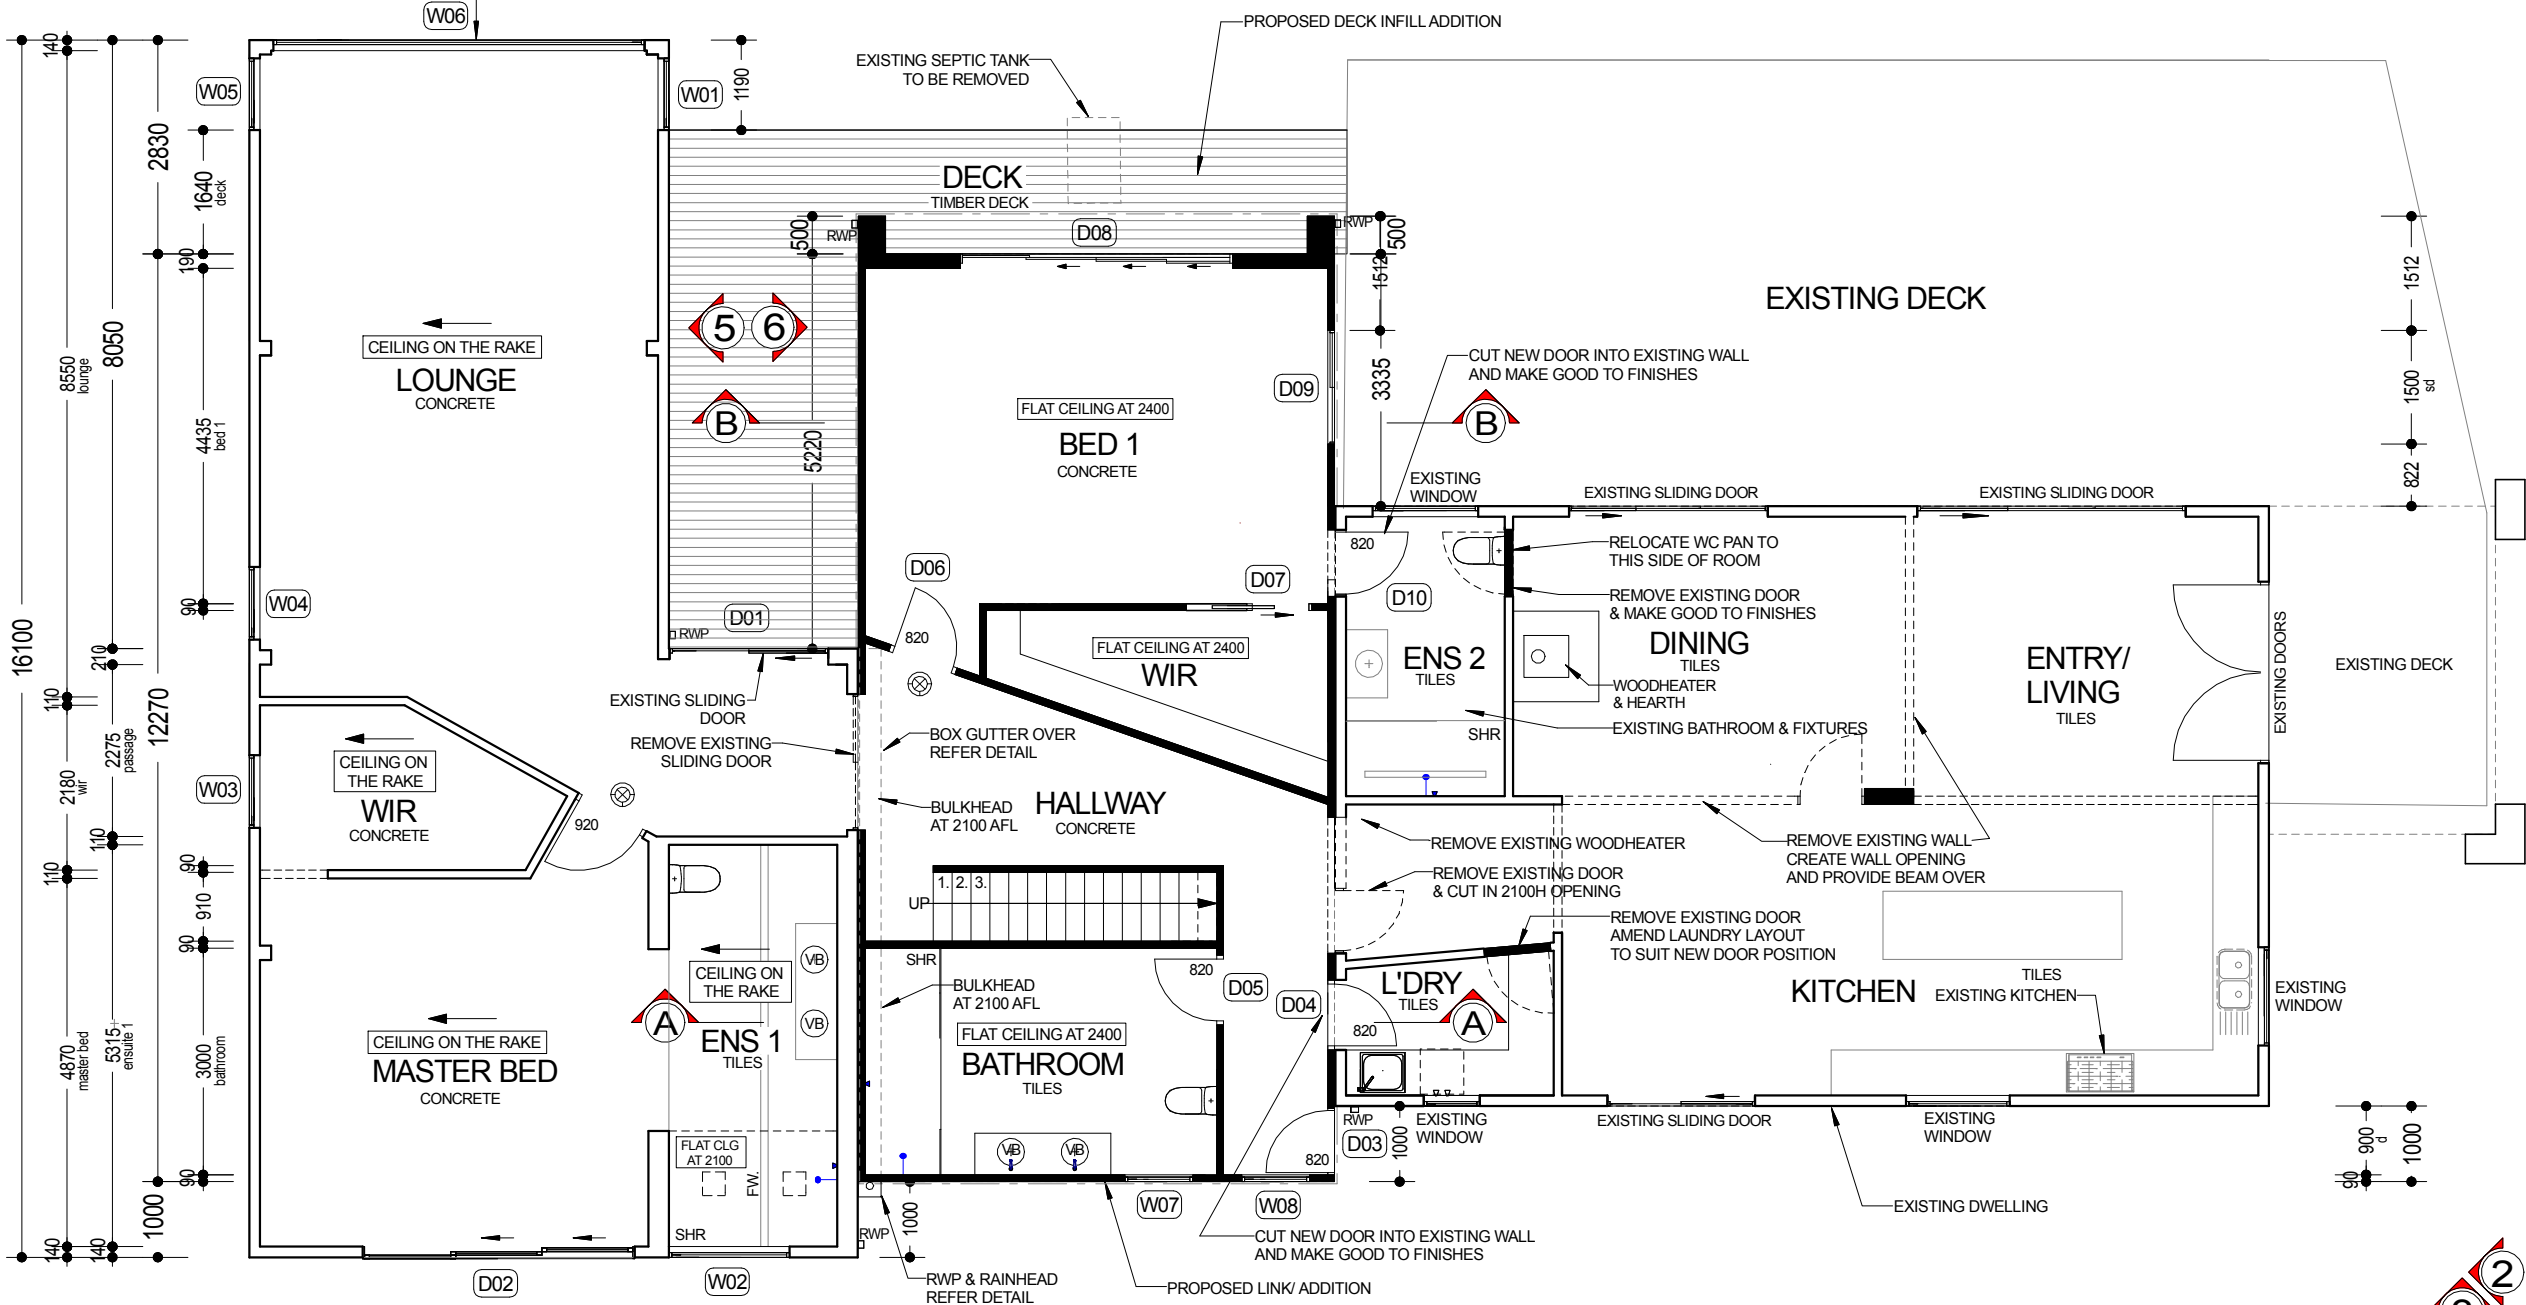 W06
PROPOSED DECK INFILL ADDITION
EXISTING SEPTIC TANK
TO BE REMOVED
140
W05
W01
1190
2830
1640
deck
DECK
TIMBER DECK
RWP
500
D08
RWP
500
1512
190
8050
8550
lounge
4435
bed 1
16100
5
6
B
5220
CEILING ON THE RAKE
LOUNGE
CONCRETE
FLAT CEILING AT 2400
BED 1
CONCRETE
D09
3335
CUT NEW DOOR INTO EXISTING WALL
AND MAKE GOOD TO FINISHES
B
EXISTING DECK
1512
1500
sd
822
EXISTING
WINDOW
EXISTING SLIDING DOOR
EXISTING SLIDING DOOR
90
W04
D01
RWP
D06
820
D07
820
D10
RELOCATE WC PAN TO
THIS SIDE OF ROOM
REMOVE EXISTING DOOR
& MAKE GOOD TO FINISHES
DINING
TILES
WOODHEATER
& HEARTH
FLAT CEILING AT 2400
WIR
ENS 2
TILES
ENTRY/
LIVING
TILES
EXISTING DOORS
EXISTING DECK
EXISTING BATHROOM & FIXTURES
SHR
210
110
12270
2275
passage
2180
wir
110
110
EXISTING SLIDING
DOOR
REMOVE EXISTING
SLIDING DOOR
BOX GUTTER OVER
REFER DETAIL
W03
CEILING ON
THE RAKE
WIR
CONCRETE
920
BULKHEAD
AT 2100 AFL
HALLWAY
CONCRETE
REMOVE EXISTING WOODHEATER
REMOVE EXISTING DOOR
& CUT IN 2100H OPENING
REMOVE EXISTING WALL
CREATE WALL OPENING
AND PROVIDE BEAM OVER
REMOVE EXISTING DOOR
AMEND LAUNDRY LAYOUT
TO SUIT NEW DOOR POSITION
90
910
90
1. 2. 3.
UP
SHR
820
D05
D04
BULKHEAD
AT 2100 AFL
FLAT CEILING AT 2400
BATHROOM
TILES
L'DRY
TILES
A
820
KITCHEN
TILES
EXISTING KITCHEN
EXISTING
WINDOW
CEILING ON
THE RAKE
VB
VB
A
ENS 1
TILES
CEILING ON THE RAKE
MASTER BED
CONCRETE
4870
master bed
5315
ensuite 1
3000
bathroom
90
1000
140
140
FLAT CLG
AT 2100
FW.
SHR
VB
VB
820
RWP
D03
1000
EXISTING
WINDOW
EXISTING SLIDING DOOR
EXISTING
WINDOW
900
d
90
1000
W07
W08
EXISTING DWELLING
1000
RWP
CUT NEW DOOR INTO EXISTING WALL
AND MAKE GOOD TO FINISHES
D02
W02
RWP & RAINHEAD
REFER DETAIL
PROPOSED LINK/ ADDITION
2